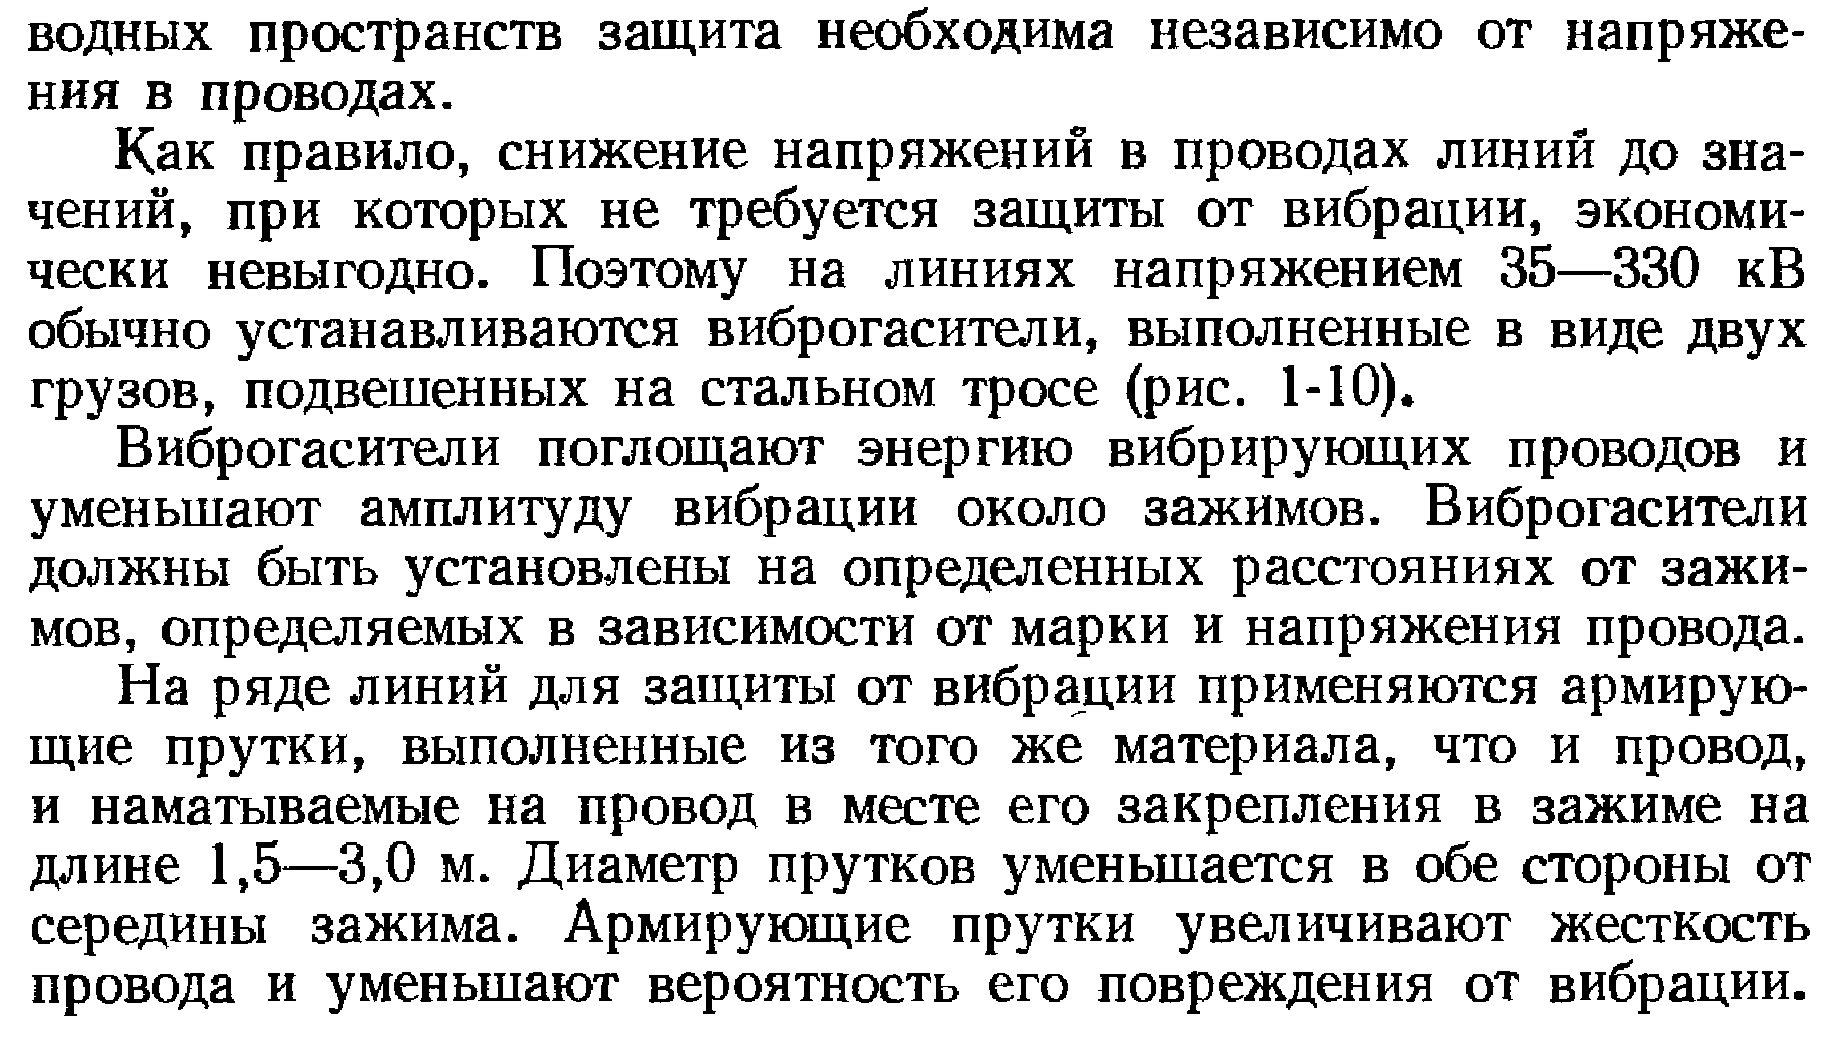 водных пространств защита необходима независимо от напряже-
ния в проводах.
Как правило, снижение напряжений в проводах линий до зна-
чений, при которых не требуется защиты от вибрации, экономи-
чески невыгодно. Поэтому на линиях напряжением 35—330 кВ
обычно устанавливаются виброгасители, выполненные в виде двух
грузов, подвешенных на стальном тросе (рис. 1-10).
Виброгасители поглощают энергию вибрирующих проводов и
уменьшают амплитуду вибрации около зажимов. Виброгасители
должны быть установлены на определенных расстояниях от зажи-
мов, определяемых в зависимости от марки и напряжения провода.
На ряде линий для защиты от вибрации применяются армирую-
щие прутки, выполненные из того же материала, что и провод,
и наматываемые на провод в месте его закрепления в зажиме на
длине 1,5—3,0 м. Диаметр прутков уменьшается в обе стороны от
середины зажима. Армирующие прутки увеличивают жесткость
провода и уменьшают вероятность его повреждения от вибрации.